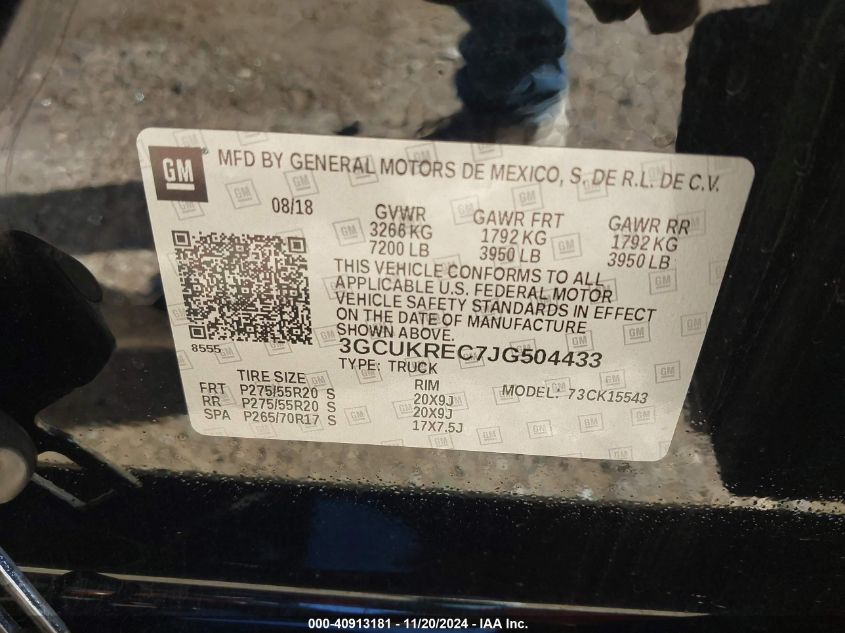 GM® MFD BY GENERAL MOTORS DE MEXICO, S. DE R.L. DE C.V.
08/18
GVWR GAWR FRT GAWR RR
3266 KG 1792 KG 1792 KG
7200 LB 3950 LB 3950 LB
THIS VEHICLE CONFORMS TO ALL
APPLICABLE U.S. FEDERAL MOTOR
VEHICLE SAFETY STANDARDS IN EFFECT
ON THE DATE OF MANUFACTURE
SHOWN ABOVE.
8555
3GCUKREC7JG504433
TYPE: TRUCK
TIRE SIZE RIM MODEL: 73CK15543
FRT P275/55R20 S 20X9J
RR P275/55R20 S 20X9J
SPA P265/70R17 S 17X7.5J
000-40913181 - 11/20/2024 - IAA Inc.